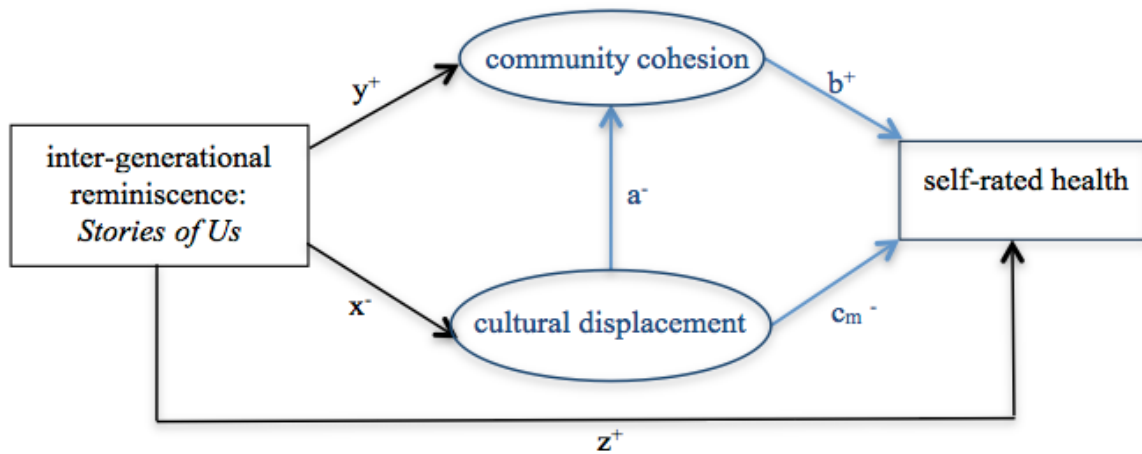 community cohesion
y⁺
b⁺
inter-generational
reminiscence:
Stories of Us
self-rated health
a⁻
x⁻
cultural displacement
cₘ ⁻
z⁺